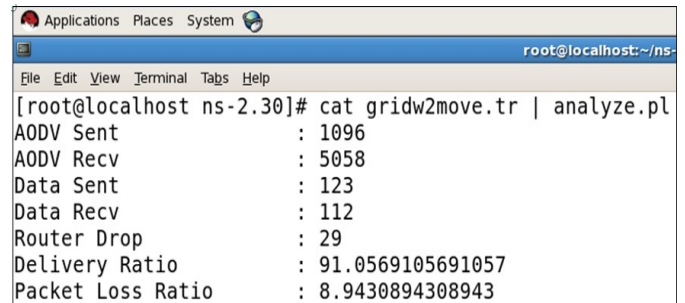 Applications Places System
root@localhost:~/ns-
File Edit View Terminal Tabs Help
[root@localhost ns-2.30]# cat gridw2move.tr | analyze.pl
AODV Sent : 1096
AODV Recv : 5058
Data Sent : 123
Data Recv : 112
Router Drop : 29
Delivery Ratio : 91.0569105691057
Packet Loss Ratio : 8.9430894308943